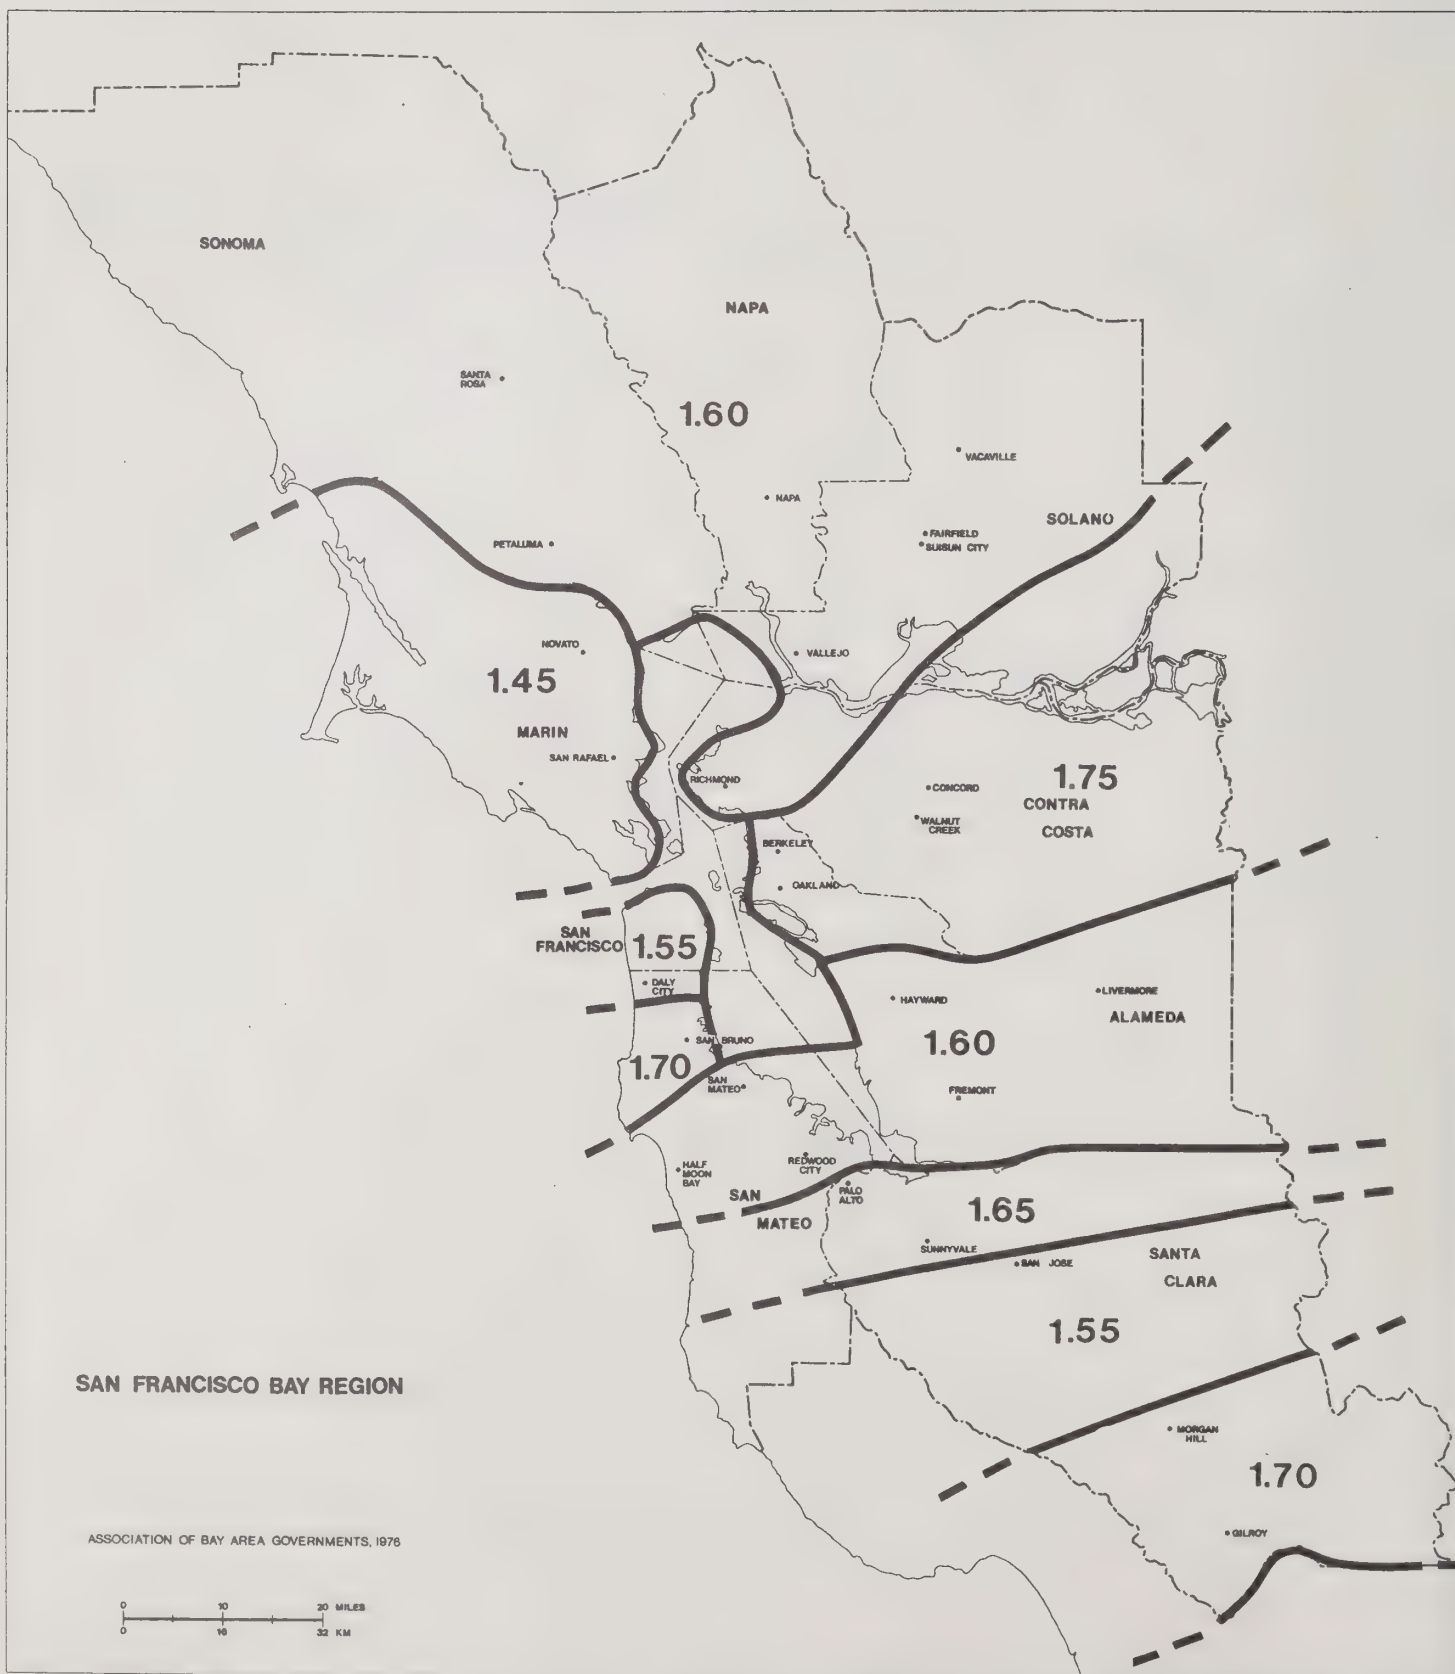 SONOMA
NAPA
SANTA
ROSA
1.60
VACAVILLE
NAPA
SOLANO
FAIRFIELD
SUISUN CITY
PETALUMA
NOVATO
VALLEJO
1.45
MARIN
SAN RAFAEL
RICHMOND
1.75
CONCORD
CONTRA
COSTA
WALNUT
CREEK
BERKELEY
OAKLAND
SAN
FRANCISCO
1.55
DALY
CITY
HAYWARD
LIVERMORE
ALAMEDA
1.60
SAN BRUNO
1.70
SAN
MATEO
FREMONT
HALF
MOON
BAY
REDWOOD
CITY
PALO
ALTO
SAN
MATEO
1.65
SUNNYVALE
SAN JOSE
SANTA
CLARA
1.55
SAN FRANCISCO BAY REGION
MORGAN
HILL
1.70
GILROY
ASSOCIATION OF BAY AREA GOVERNMENTS, 1976
0 10 20 MILES
0 16 32 KM